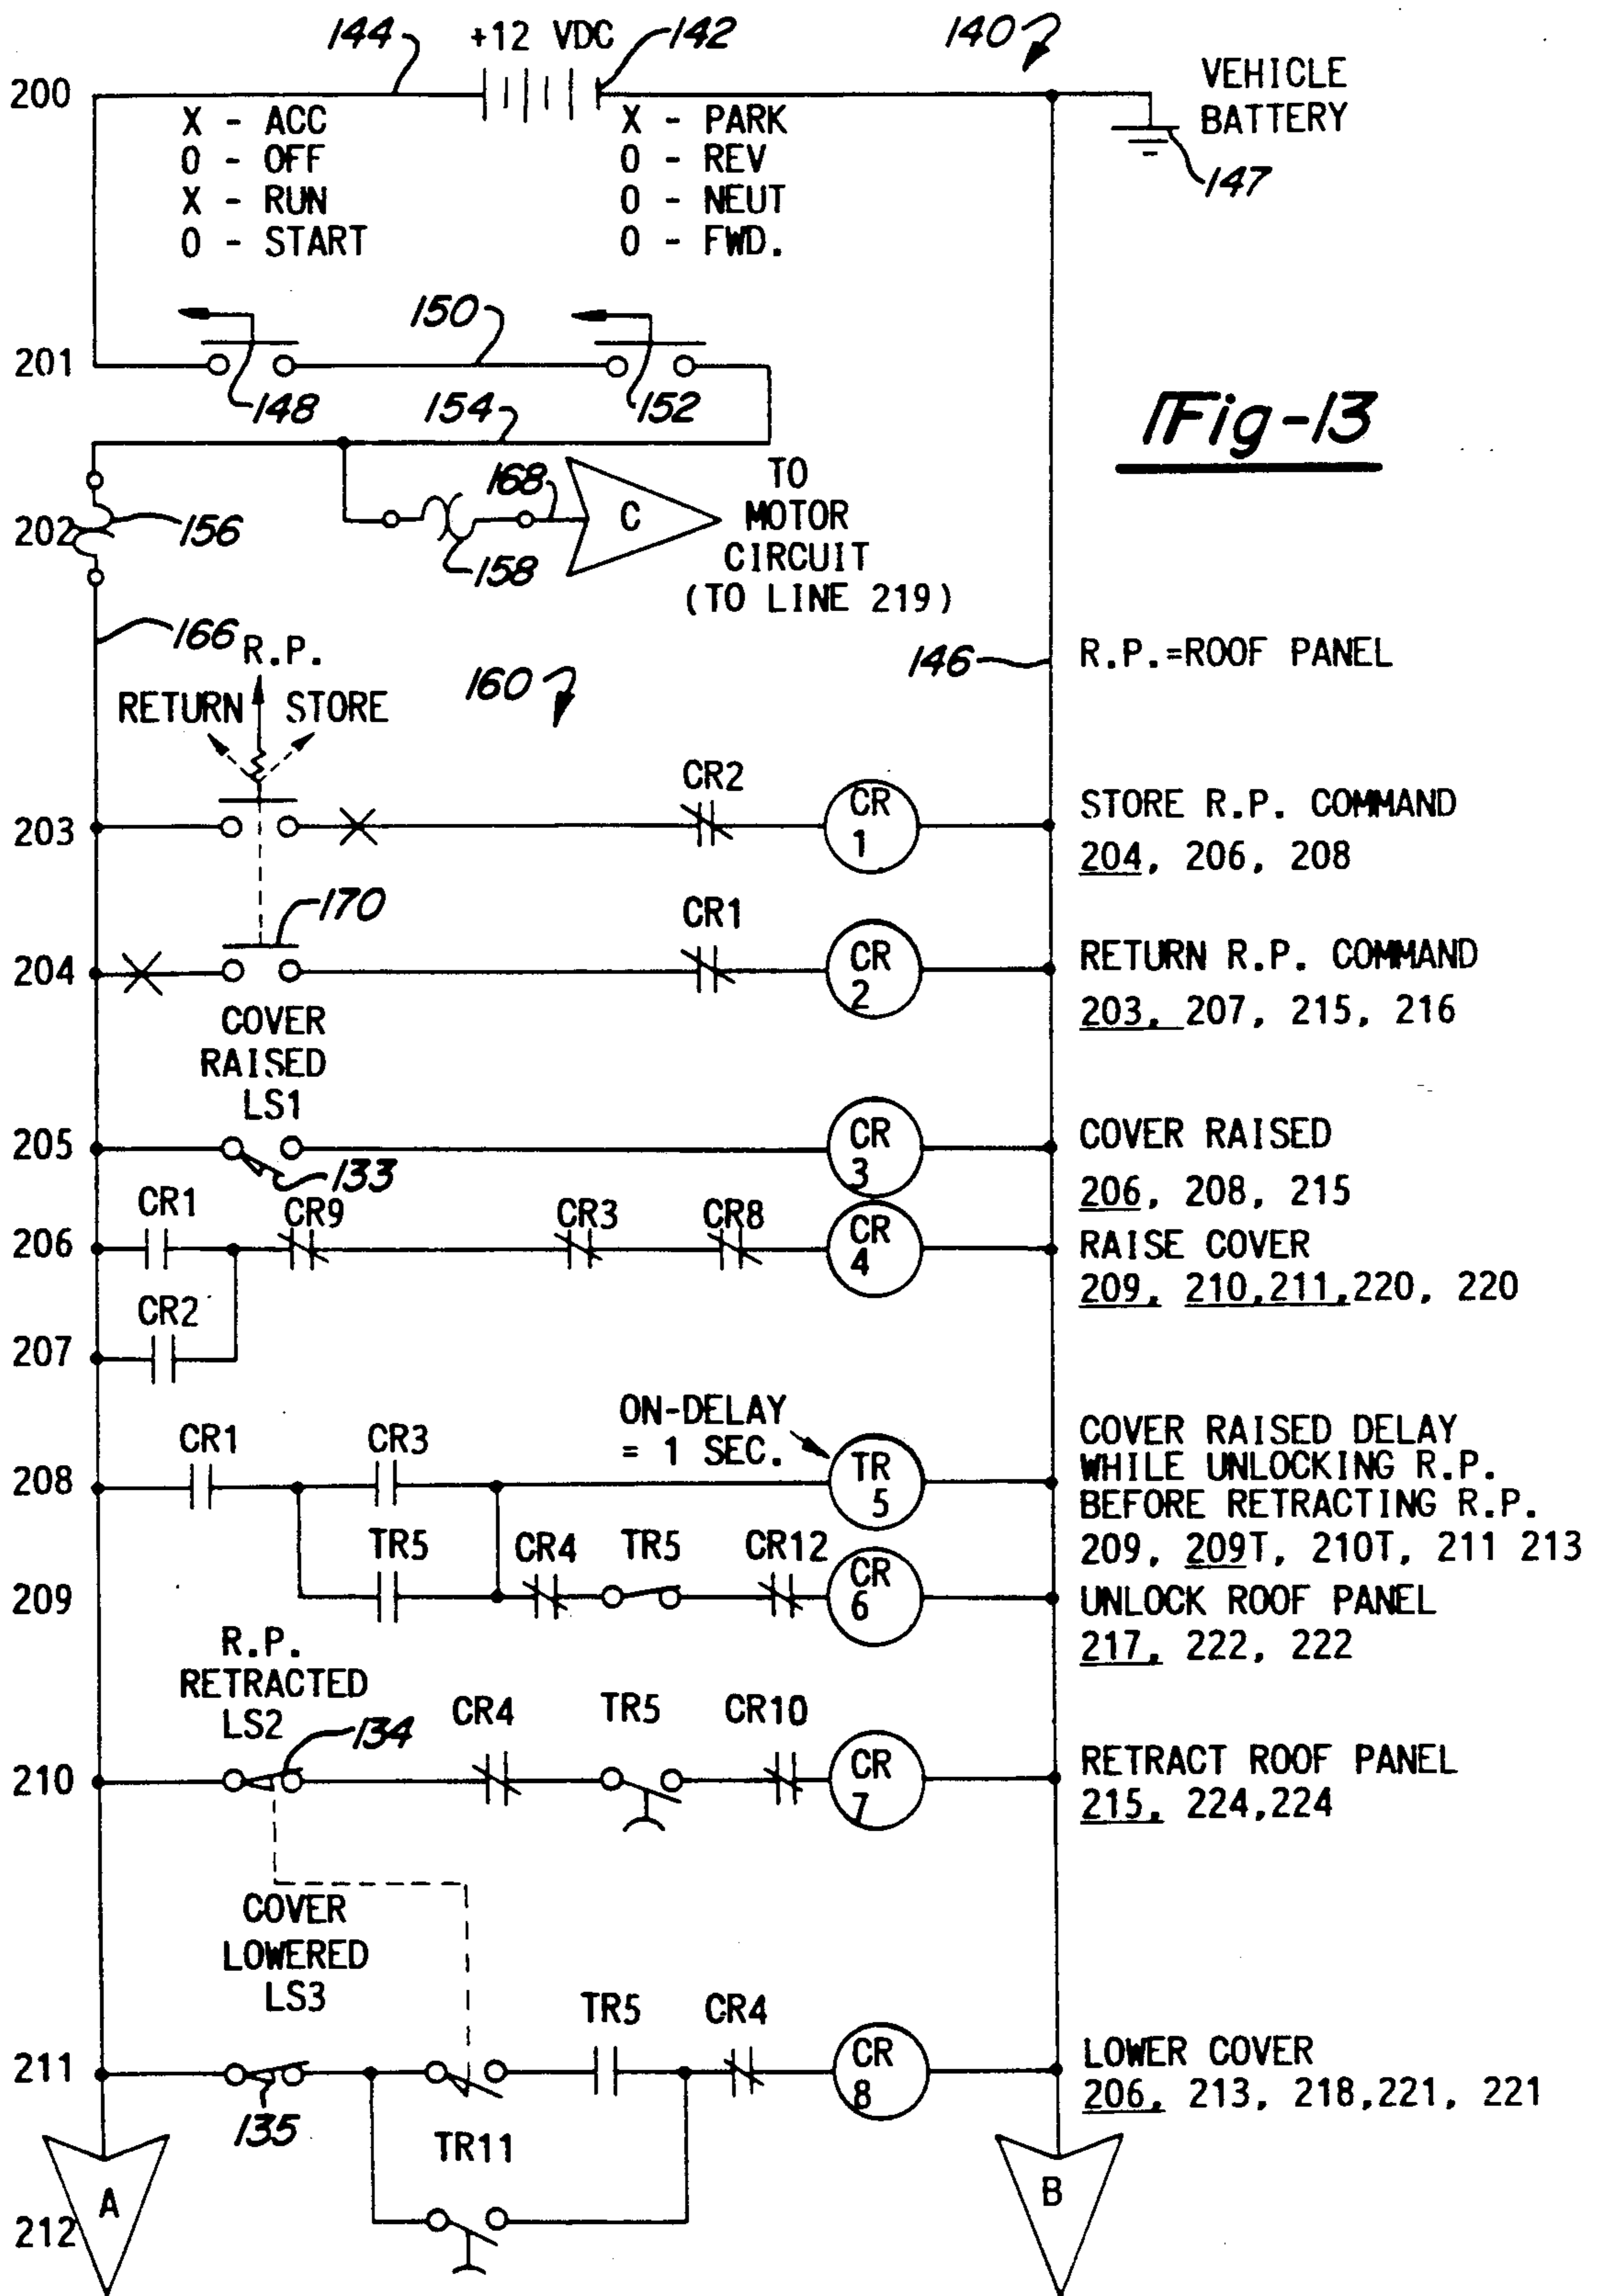 144 +12 VDC 142 140
200 VEHICLE
BATTERY
X - ACC X - PARK
O - OFF O - REV
X - RUN O - NEUT
O - START O - FWD.
147
150
201
148 154 152
Fig-13
168 C TO
MOTOR
CIRCUIT
(TO LINE 219)
202 156 158
166 R.P. 160 146 R.P.=ROOF PANEL
RETURN STORE
CR2
203 CR 1 STORE R.P. COMMAND
204, 206, 208
170 CR1
204 CR 2 RETURN R.P. COMMAND
203, 207, 215, 216
COVER
RAISED
LS1
205 133 CR 3 COVER RAISED
206, 208, 215
CR1 CR9 CR3 CR8
206 CR 4 RAISE COVER
209, 210,211,220, 220
CR2
207
ON-DELAY
= 1 SEC.
CR1 CR3
208 TR 5 COVER RAISED DELAY
WHILE UNLOCKING R.P.
BEFORE RETRACTING R.P.
209, 209T, 210T, 211 213
TR5 CR4 TR5 CR12
209 CR 6 UNLOCK ROOF PANEL
217, 222, 222
R.P.
RETRACTED
LS2 134 CR4 TR5 CR10
210 CR 7 RETRACT ROOF PANEL
215, 224,224
COVER
LOWERED
LS3
TR5 CR4
211 135 CR 8 LOWER COVER
206, 213, 218,221, 221
TR11
212 A B